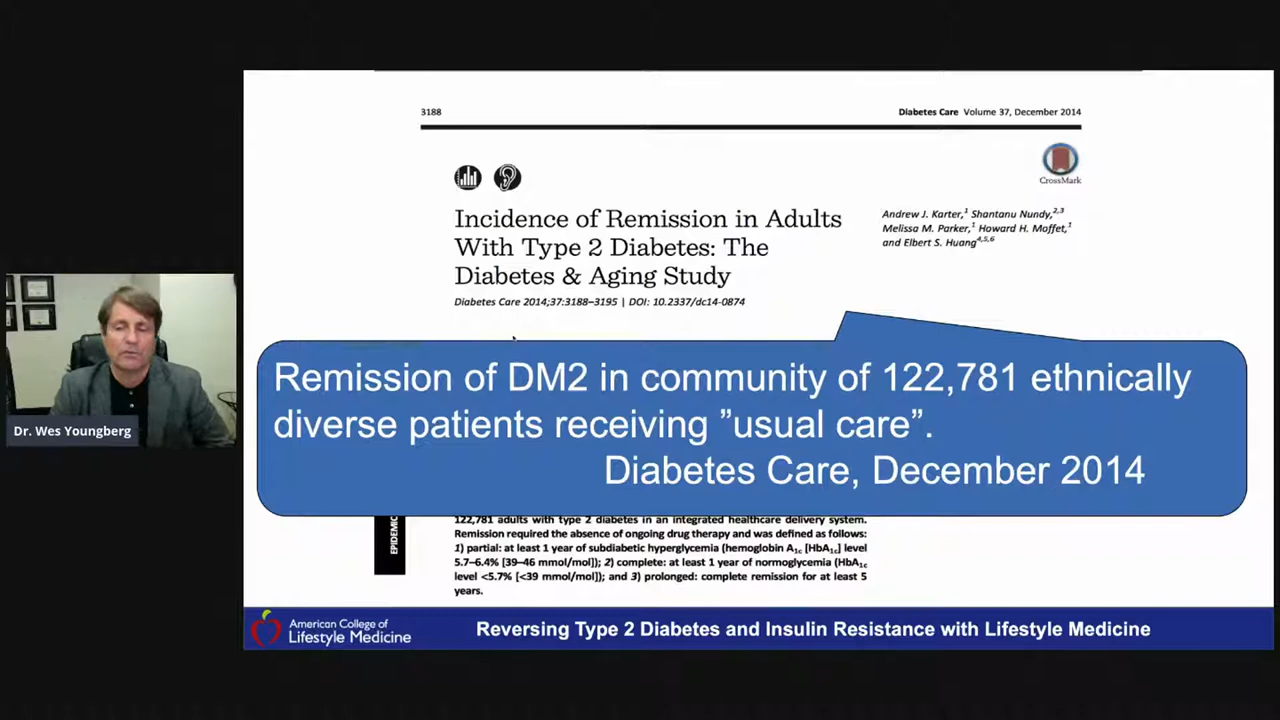 3188
Diabetes Care Volume 37, December 2014
CrossMark
Incidence of Remission in Adults
With Type 2 Diabetes: The
Diabetes & Aging Study
Diabetes Care 2014;37:3188–3195 | DOI: 10.2337/dc14-0874
Andrew J. Karter,1 Shantanu Nundy,2,3
Melissa M. Parker,1 Howard H. Moffet,1
and Elbert S. Huang4,5,6
Remission of DM2 in community of 122,781 ethnically
diverse patients receiving ”usual care”.
Diabetes Care, December 2014
Dr. Wes Youngberg
EPIDEMIC
122,781 adults with type 2 diabetes in an integrated healthcare delivery system.
Remission required the absence of ongoing drug therapy and was defined as follows:
1) partial: at least 1 year of subdiabetic hyperglycemia (hemoglobin A1c [HbA1c] level
5.7–6.4% [39–46 mmol/mol]); 2) complete: at least 1 year of normoglycemia (HbA1c
level <5.7% [<39 mmol/mol]); and 3) prolonged: complete remission for at least 5
years.
American College of
Lifestyle Medicine
Reversing Type 2 Diabetes and Insulin Resistance with Lifestyle Medicine